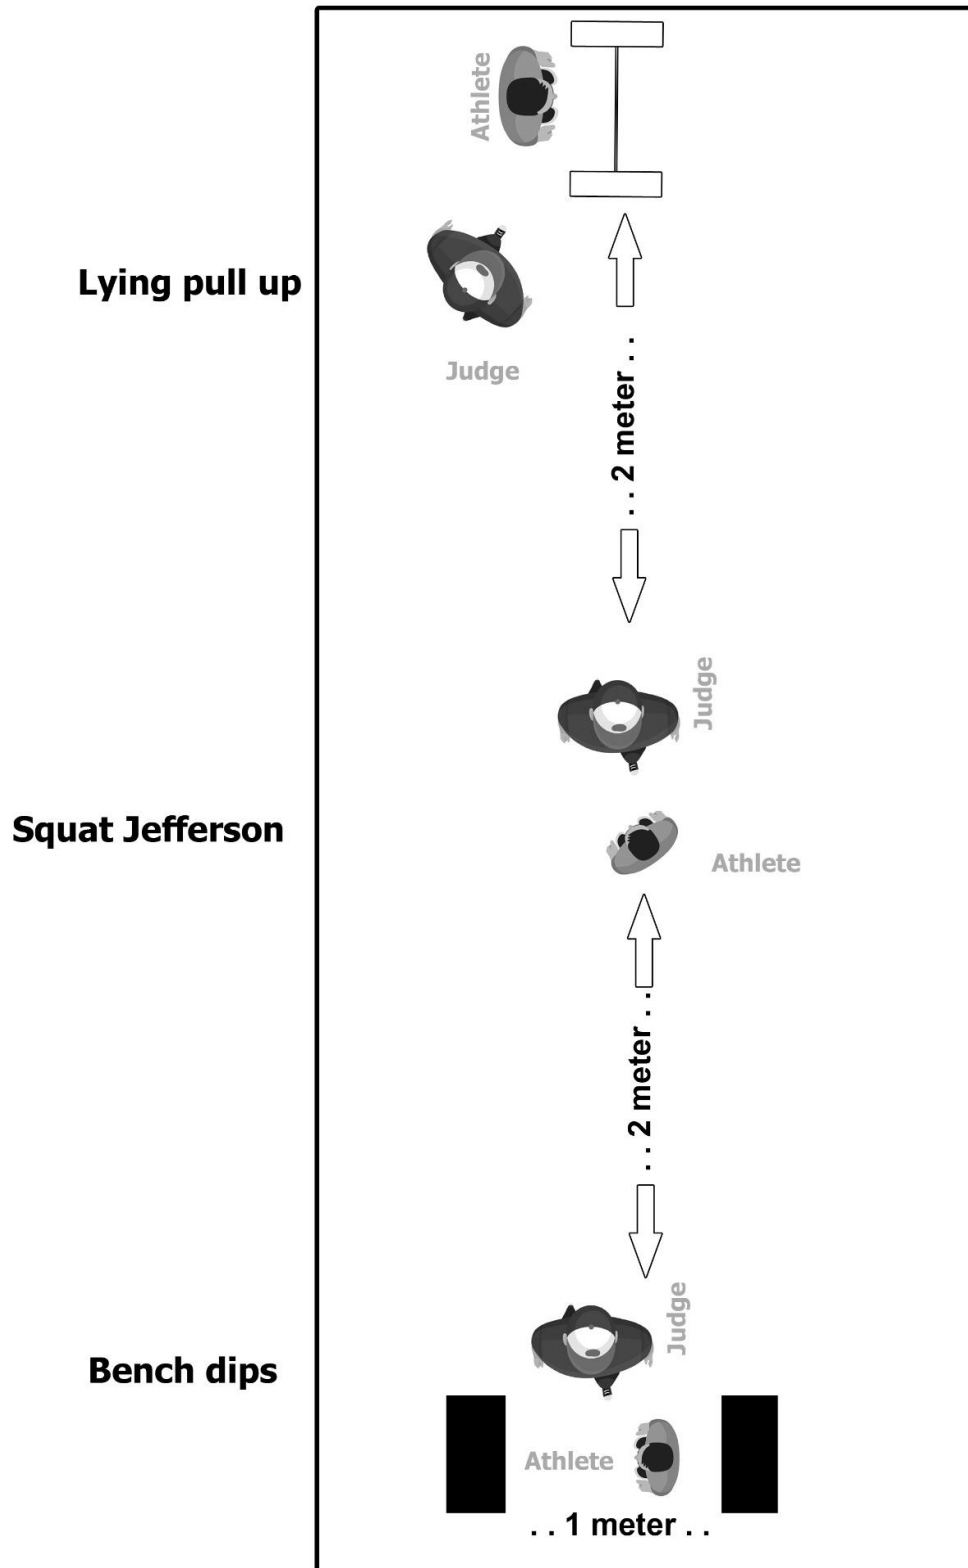 Athlete
Lying pull up
Judge
. . 2 meter . .
Judge
Squat Jefferson
Athlete
. . 2 meter . .
Judge
Bench dips
Athlete
. . 1 meter . .